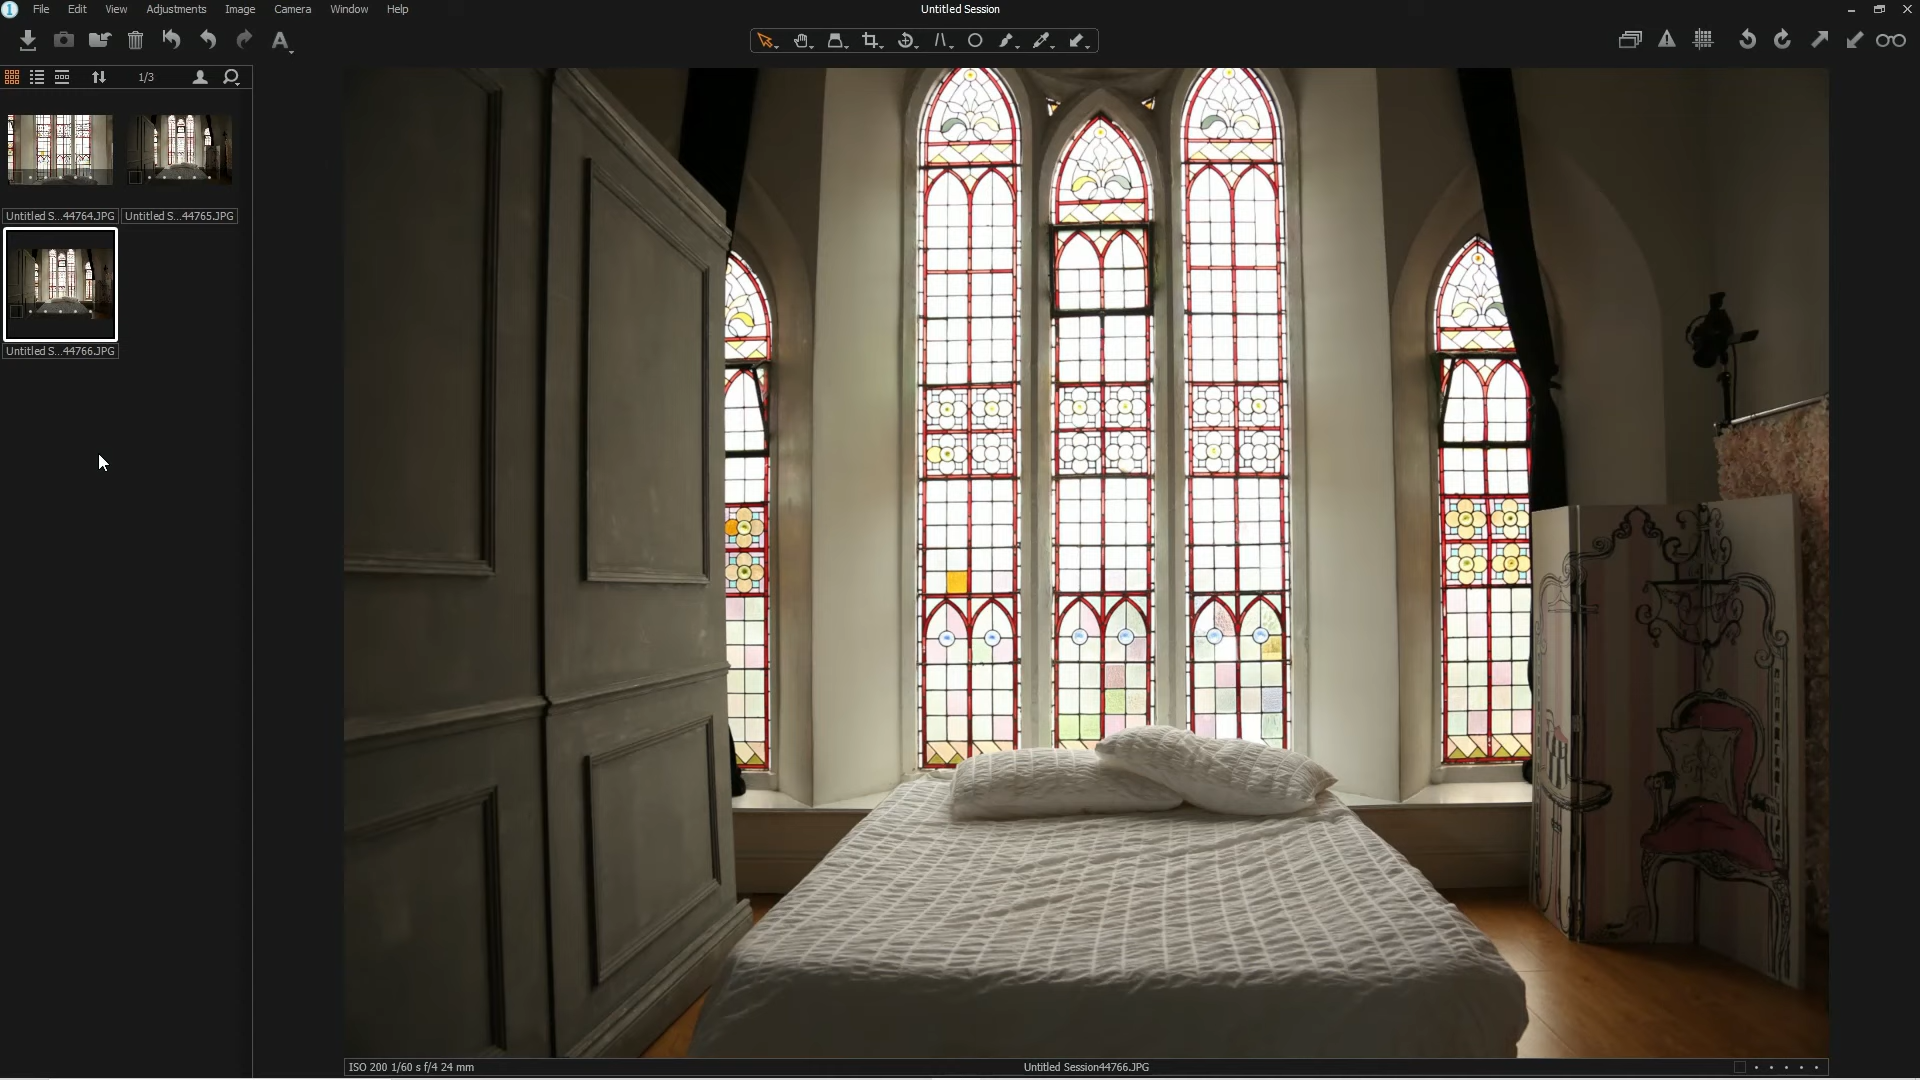 File Edit View Adjustments Image Camera Window Help
Untitled Session
A
1/3
Untitled S...44764.JPG
Untitled S...44765.JPG
Untitled S...44766.JPG
ISO 200 1/60 s f/4 24 mm
Untitled Session44766.JPG